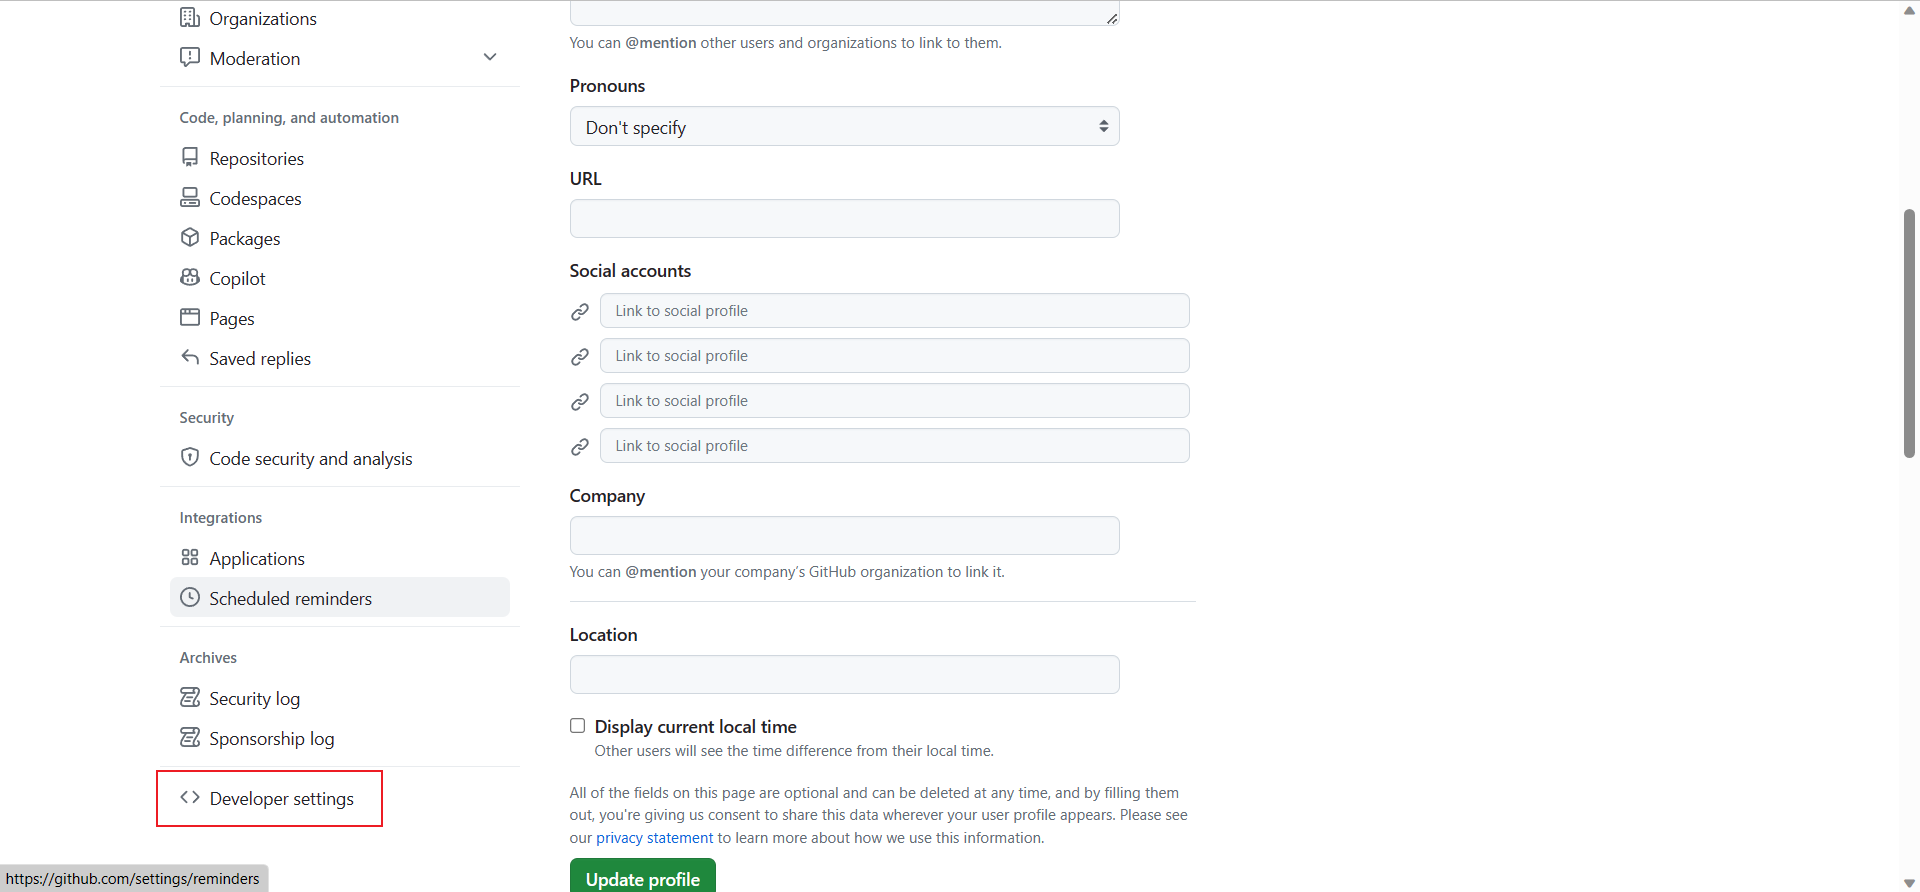 Organizations
Moderation
Code, planning, and automation
Repositories
Codespaces
Packages
Copilot
Pages
Saved replies
Security
Code security and analysis
Integrations
Applications
Scheduled reminders
Archives
Security log
Sponsorship log
Developer settings
You can @mention other users and organizations to link to them.
Pronouns
Don't specify
URL
Social accounts
Link to social profile
Link to social profile
Link to social profile
Link to social profile
Company
You can @mention your company's GitHub organization to link it.
Location
Display current local time
Other users will see the time difference from their local time.
All of the fields on this page are optional and can be deleted at any time, and by filling them
out, you're giving us consent to share this data wherever your user profile appears. Please see
our privacy statement to learn more about how we use this information.
Update profile
https://github.com/settings/reminders